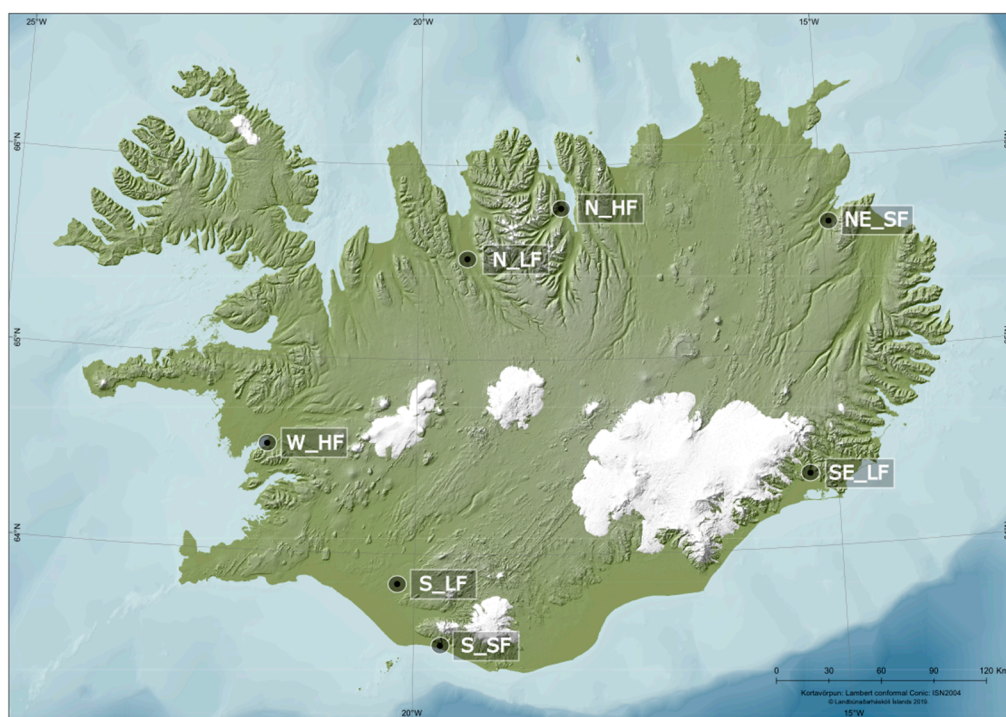 25°W
20°W
15°W
66°N
N_HF
NE_SF
N_LF
65°N
W_HF
SE_LF
64°N
S_LF
S_SF
0 30 60 90 120 Km
Kortavörpun: Lambert conformal Conic: ISN2004
© Landbúnaðarháskóli Íslands 2016
20°W
15°W